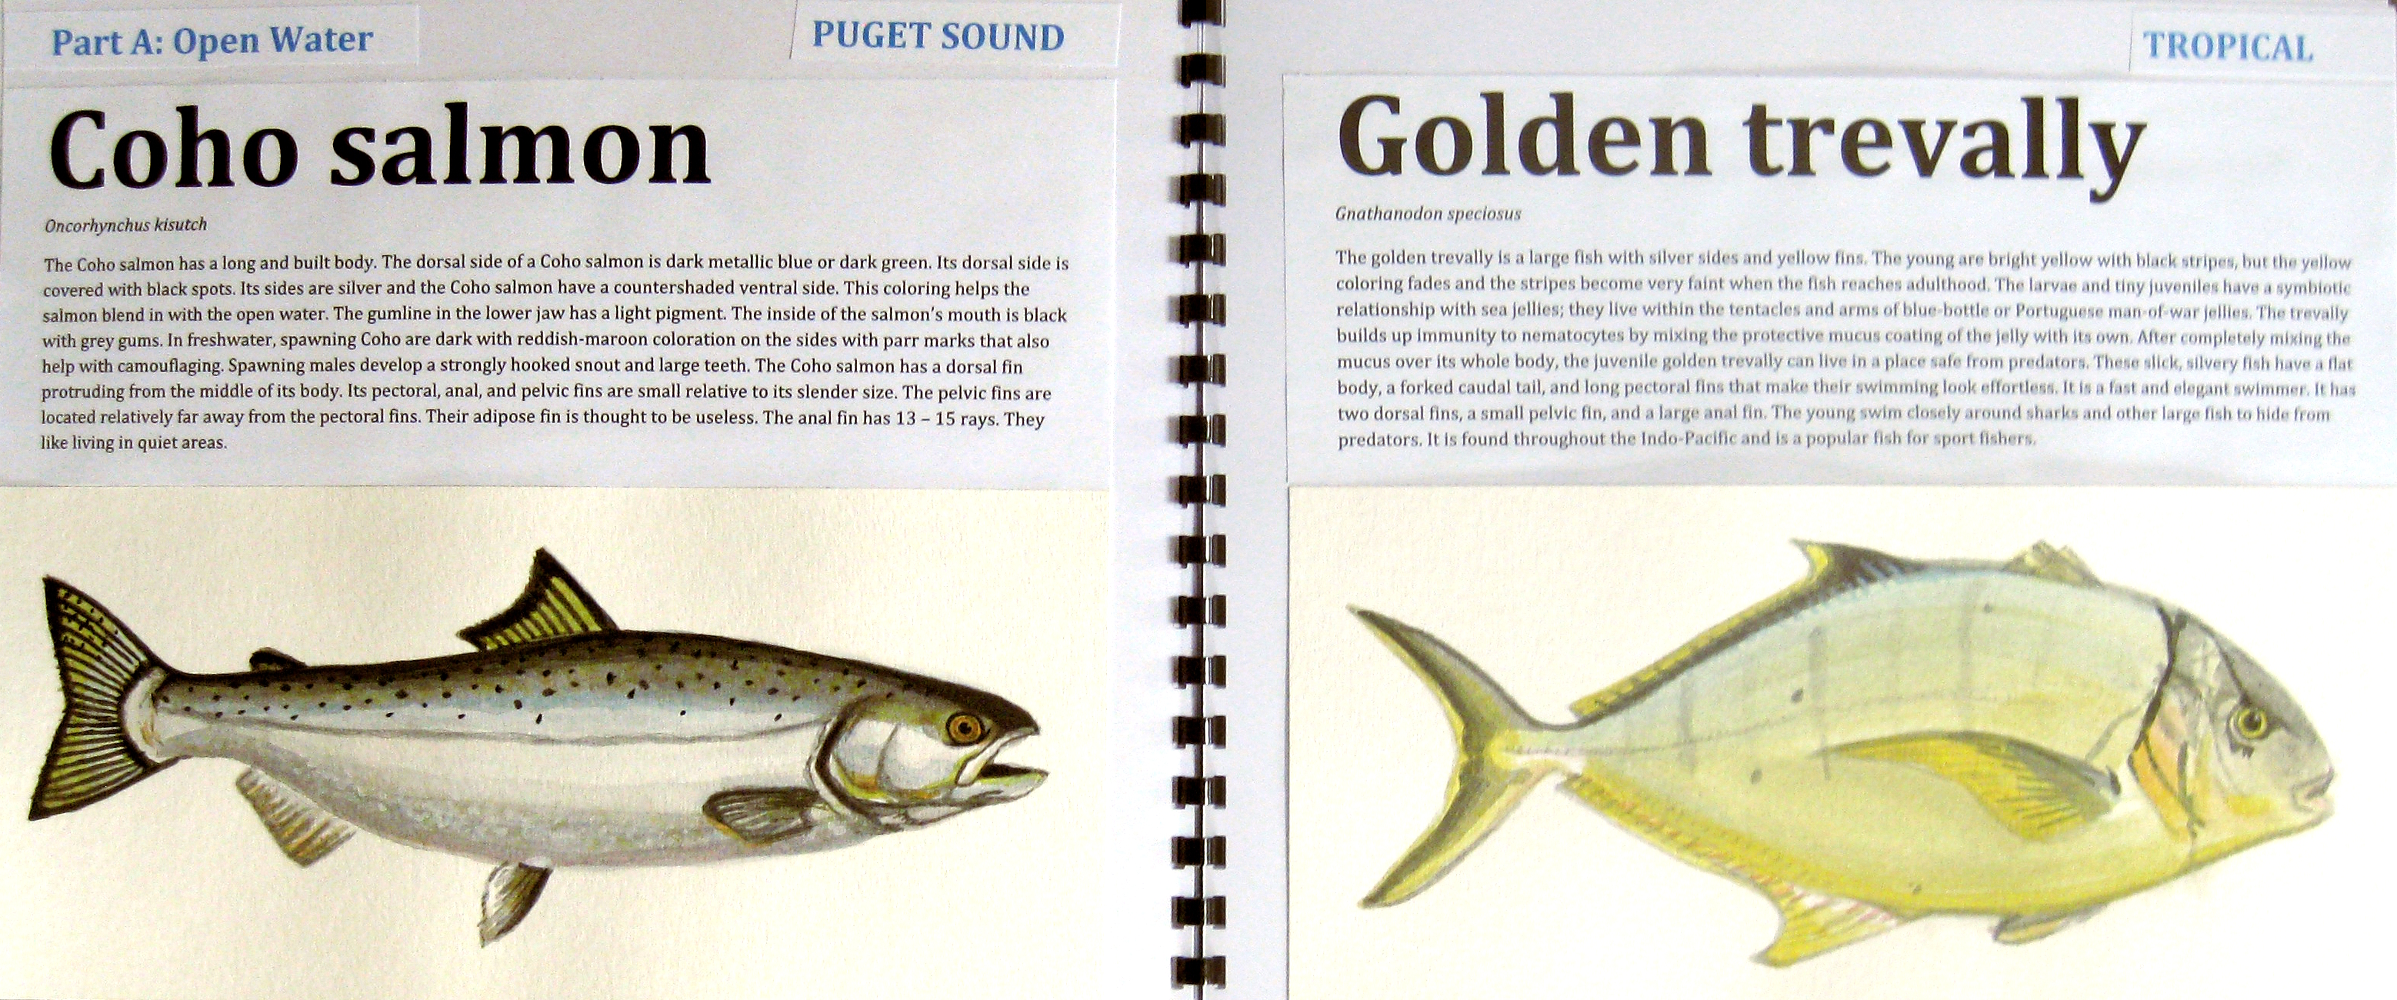 Part A: Open Water
PUGET SOUND
Coho salmon
Oncorhynchus kisutch
The Coho salmon has a long and built body. The dorsal side of a Coho salmon is dark metallic blue or dark green. Its dorsal side is
covered with black spots. Its sides are silver and the Coho salmon have a countershaded ventral side. This coloring helps the
salmon blend in with the open water. The gumline in the lower jaw has a light pigment. The inside of the salmon's mouth is black
with grey gums. In freshwater, spawning Coho are dark with reddish-maroon coloration on the sides with parr marks that also
help with camouflaging. Spawning males develop a strongly hooked snout and large teeth. The Coho salmon has a dorsal fin
protruding from the middle of its body. Its pectoral, anal, and pelvic fins are small relative to its slender size. The pelvic fins are
located relatively far away from the pectoral fins. Their adipose fin is thought to be useless. The anal fin has 13 – 15 rays. They
like living in quiet areas.
TROPICAL
Golden trevally
Gnathanodon speciosus
The golden trevally is a large fish with silver sides and yellow fins. The young are bright yellow with black stripes, but the yellow
coloring fades and the stripes become very faint when the fish reaches adulthood. The larvae and tiny juveniles have a symbiotic
relationship with sea jellies; they live within the tentacles and arms of blue-bottle or Portuguese man-of-war jellies. The trevally
builds up immunity to nematocytes by mixing the protective mucus coating of the jelly with its own. After completely mixing the
mucus over its whole body, the juvenile golden trevally can live in a place safe from predators. These slick, silvery fish have a flat
body, a forked caudal tail, and long pectoral fins that make their swimming look effortless. It is a fast and elegant swimmer. It has
two dorsal fins, a small pelvic fin, and a large anal fin. The young swim closely around sharks and other large fish to hide from
predators. It is found throughout the Indo-Pacific and is a popular fish for sport fishers.